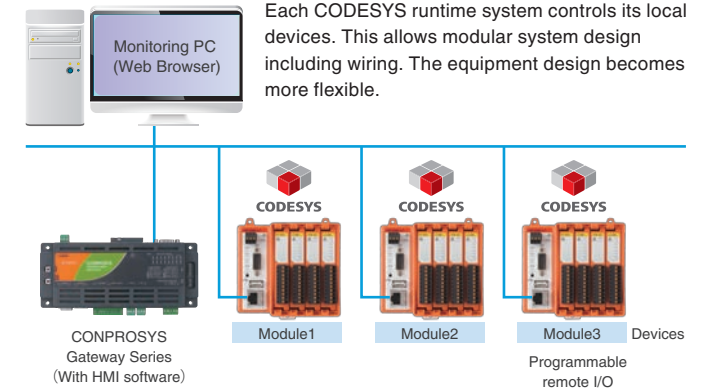 Each CODESYS runtime system controls its local
devices. This allows modular system design
including wiring. The equipment design becomes
more flexible.
Monitoring PC
(Web Browser)
CODESYS
CODESYS
CODESYS
CONPROSYS
Gateway Series
（With HMI software）
Module1
Module2
Module3
Devices
Programmable
remote I/O